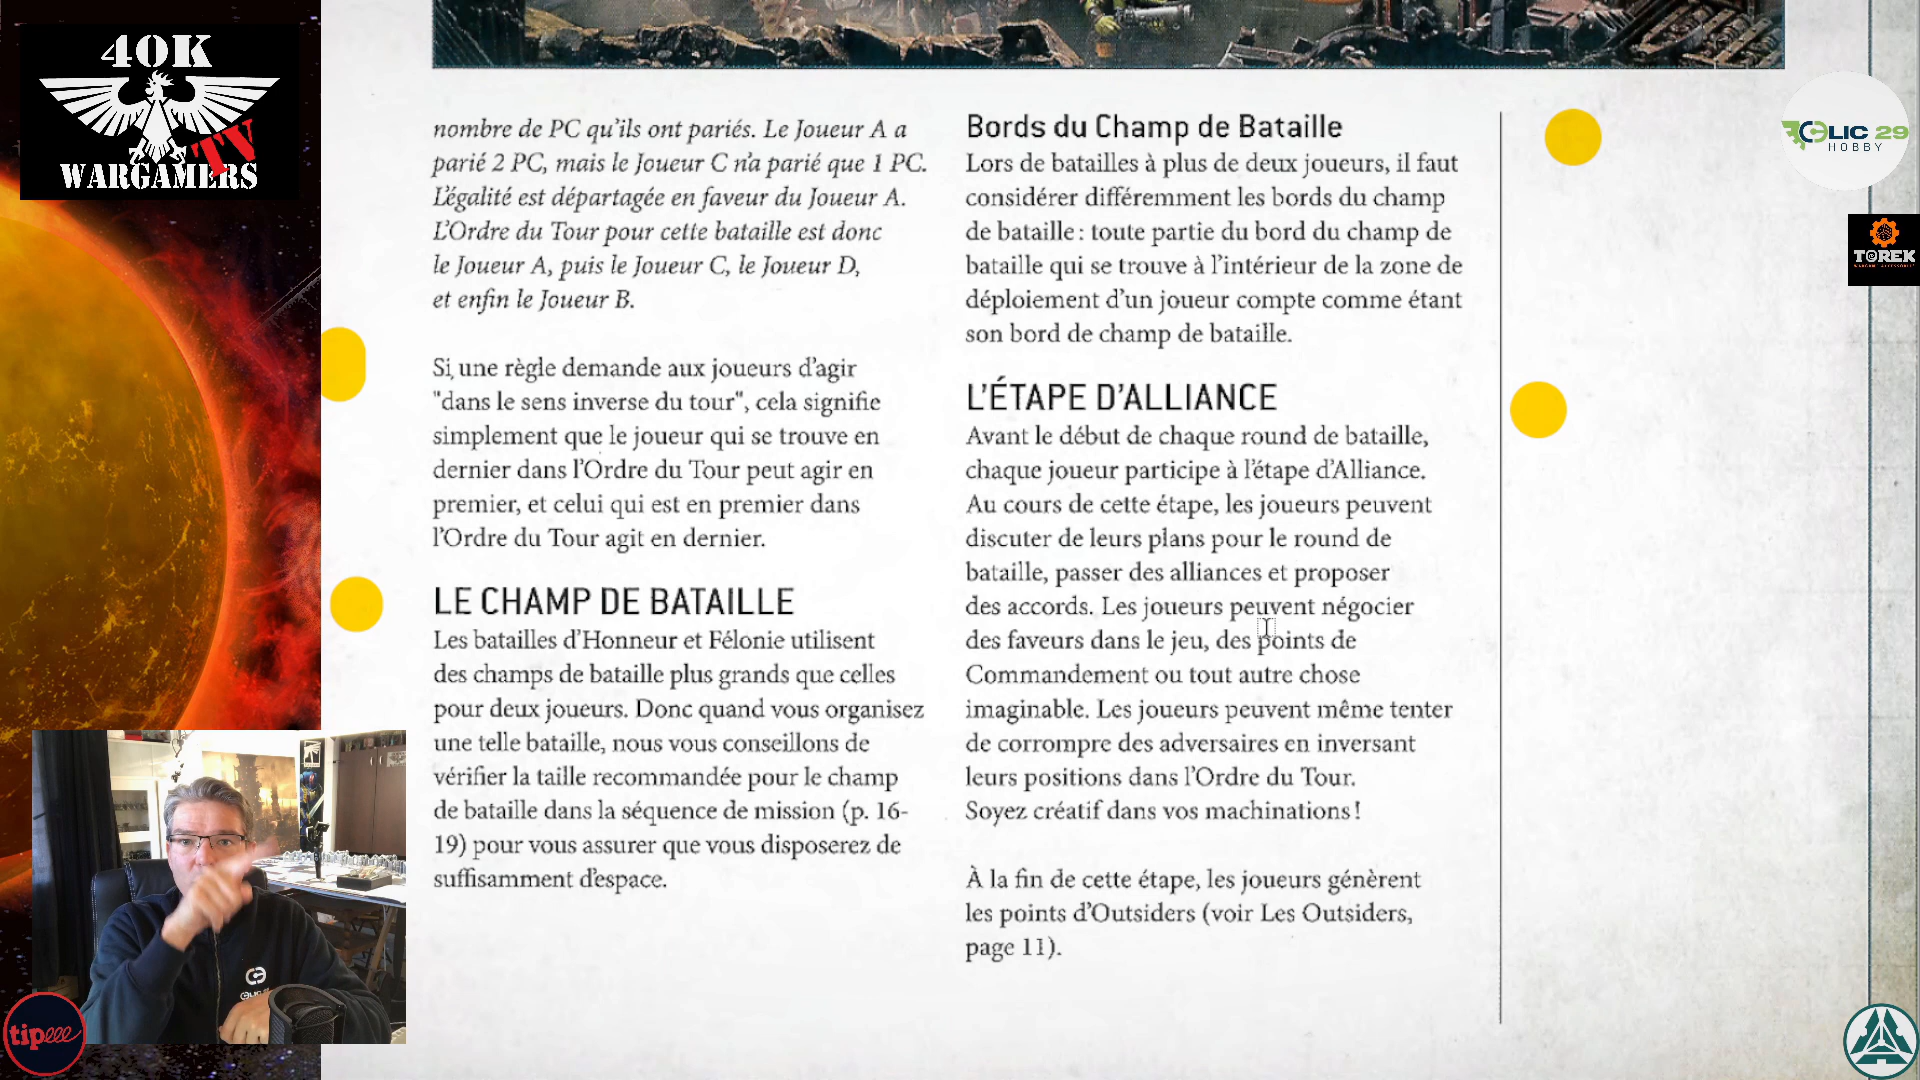 40K
WARGAMERS
TV
nombre de PC qu'ils ont pariés. Le Joueur A a
parié 2 PC, mais le Joueur C n'a parié que 1 PC.
L'égalité est départagée en faveur du Joueur A.
L'Ordre du Tour pour cette bataille est donc
le Joueur A, puis le Joueur C, le Joueur D,
et enfin le Joueur B.
Si une règle demande aux joueurs d'agir
"dans le sens inverse du tour", cela signifie
simplement que le joueur qui se trouve en
dernier dans l'Ordre du Tour peut agir en
premier, et celui qui est en premier dans
l'Ordre du Tour agit en dernier.
LE CHAMP DE BATAILLE
Les batailles d'Honneur et Félonie utilisent
des champs de bataille plus grands que celles
pour deux joueurs. Donc quand vous organisez
une telle bataille, nous vous conseillons de
vérifier la taille recommandée pour le champ
de bataille dans la séquence de mission (p. 16-
19) pour vous assurer que vous disposerez de
suffisamment d'espace.
Bords du Champ de Bataille
Lors de batailles à plus de deux joueurs, il faut
considérer différemment les bords du champ
de bataille : toute partie du bord du champ de
bataille qui se trouve à l'intérieur de la zone de
déploiement d'un joueur compte comme étant
son bord de champ de bataille.
L'ÉTAPE D'ALLIANCE
Avant le début de chaque round de bataille,
chaque joueur participe à l'étape d'Alliance.
Au cours de cette étape, les joueurs peuvent
discuter de leurs plans pour le round de
bataille, passer des alliances et proposer
des accords. Les joueurs peuvent négocier
des faveurs dans le jeu, des points de
Commandement ou tout autre chose
imaginable. Les joueurs peuvent même tenter
de corrompre des adversaires en inversant
leurs positions dans l'Ordre du Tour.
Soyez créatif dans vos machinations !
À la fin de cette étape, les joueurs génèrent
les points d'Outsiders (voir Les Outsiders,
page 11).
CLIC 29
HOBBY
TOREK
tipeee